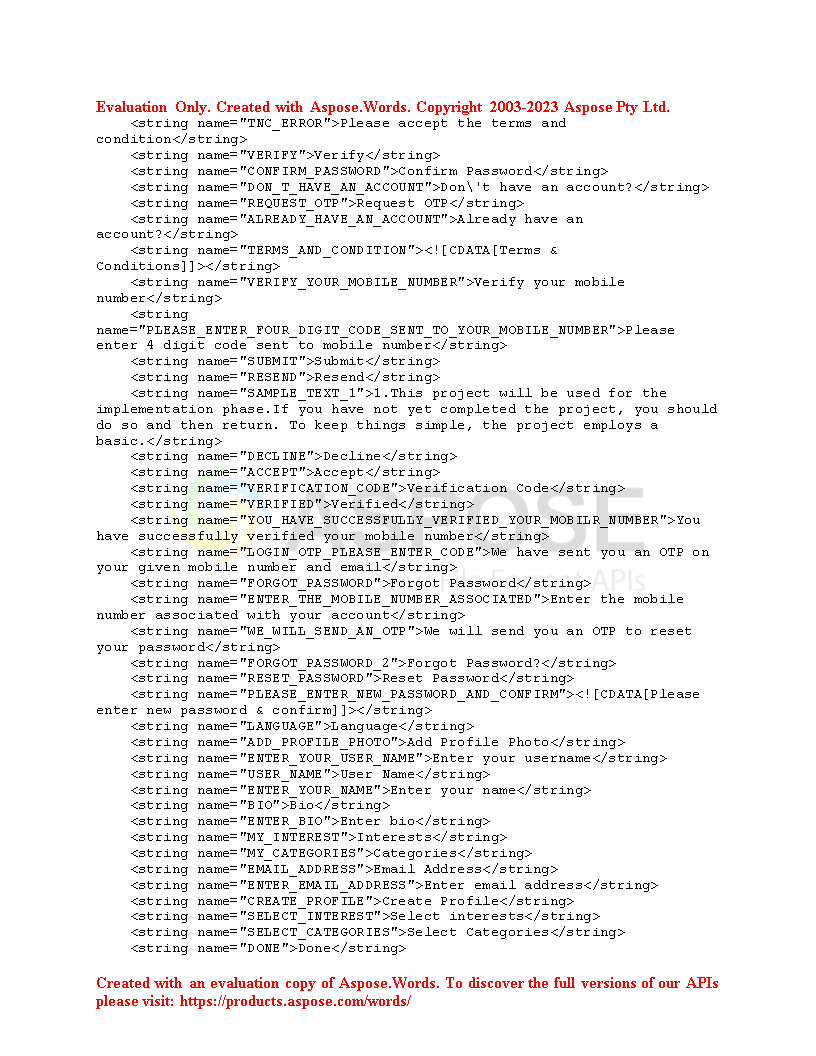 Evaluation Only. Created with Aspose.Words. Copyright 2003-2023 Aspose Pty Ltd.
    <string name="TNC_ERROR">Please accept the terms and
condition</string>
    <string name="VERIFY">Verify</string>
    <string name="CONFIRM_PASSWORD">Confirm Password</string>
    <string name="DON_T_HAVE_AN_ACCOUNT">Don\'t have an account?</string>
    <string name="REQUEST_OTP">Request OTP</string>
    <string name="ALREADY_HAVE_AN_ACCOUNT">Already have an
account?</string>
    <string name="TERMS_AND_CONDITION"><![CDATA[Terms &
Conditions]]></string>
    <string name="VERIFY_YOUR_MOBILE_NUMBER">Verify your mobile
number</string>
    <string
name="PLEASE_ENTER_FOUR_DIGIT_CODE_SENT_TO_YOUR_MOBILE_NUMBER">Please
enter 4 digit code sent to mobile number</string>
    <string name="SUBMIT">Submit</string>
    <string name="RESEND">Resend</string>
    <string name="SAMPLE_TEXT_1">1.This project will be used for the
implementation phase.If you have not yet completed the project, you should
do so and then return. To keep things simple, the project employs a
basic.</string>
    <string name="DECLINE">Decline</string>
    <string name="ACCEPT">Accept</string>
    <string name="VERIFICATION_CODE">Verification Code</string>
    <string name="VERIFIED">Verified</string>
    <string name="YOU_HAVE_SUCCESSFULLY_VERIFIED_YOUR_MOBILR_NUMBER">You
have successfully verified your mobile number</string>
    <string name="LOGIN_OTP_PLEASE_ENTER_CODE">We have sent you an OTP on
your given mobile number and email</string>
    <string name="FORGOT_PASSWORD">Forgot Password</string>
    <string name="ENTER_THE_MOBILE_NUMBER_ASSOCIATED">Enter the mobile
number associated with your account</string>
    <string name="WE_WILL_SEND_AN_OTP">We will send you an OTP to reset
your password</string>
    <string name="FORGOT_PASSWORD_2">Forgot Password?</string>
    <string name="RESET_PASSWORD">Reset Password</string>
    <string name="PLEASE_ENTER_NEW_PASSWORD_AND_CONFIRM"><![CDATA[Please
enter new password & confirm]]></string>
    <string name="LANGUAGE">Language</string>
    <string name="ADD_PROFILE_PHOTO">Add Profile Photo</string>
    <string name="ENTER_YOUR_USER_NAME">Enter your username</string>
    <string name="USER_NAME">User Name</string>
    <string name="ENTER_YOUR_NAME">Enter your name</string>
    <string name="BIO">Bio</string>
    <string name="ENTER_BIO">Enter bio</string>
    <string name="MY_INTEREST">Interests</string>
    <string name="MY_CATEGORIES">Categories</string>
    <string name="EMAIL_ADDRESS">Email Address</string>
    <string name="ENTER_EMAIL_ADDRESS">Enter email address</string>
    <string name="CREATE_PROFILE">Create Profile</string>
    <string name="SELECT_INTEREST">Select interests</string>
    <string name="SELECT_CATEGORIES">Select Categories</string>
    <string name="DONE">Done</string>
ASPOSE
File Format APIs
Created with an evaluation copy of Aspose.Words. To discover the full versions of our APIs
please visit: https://products.aspose.com/words/